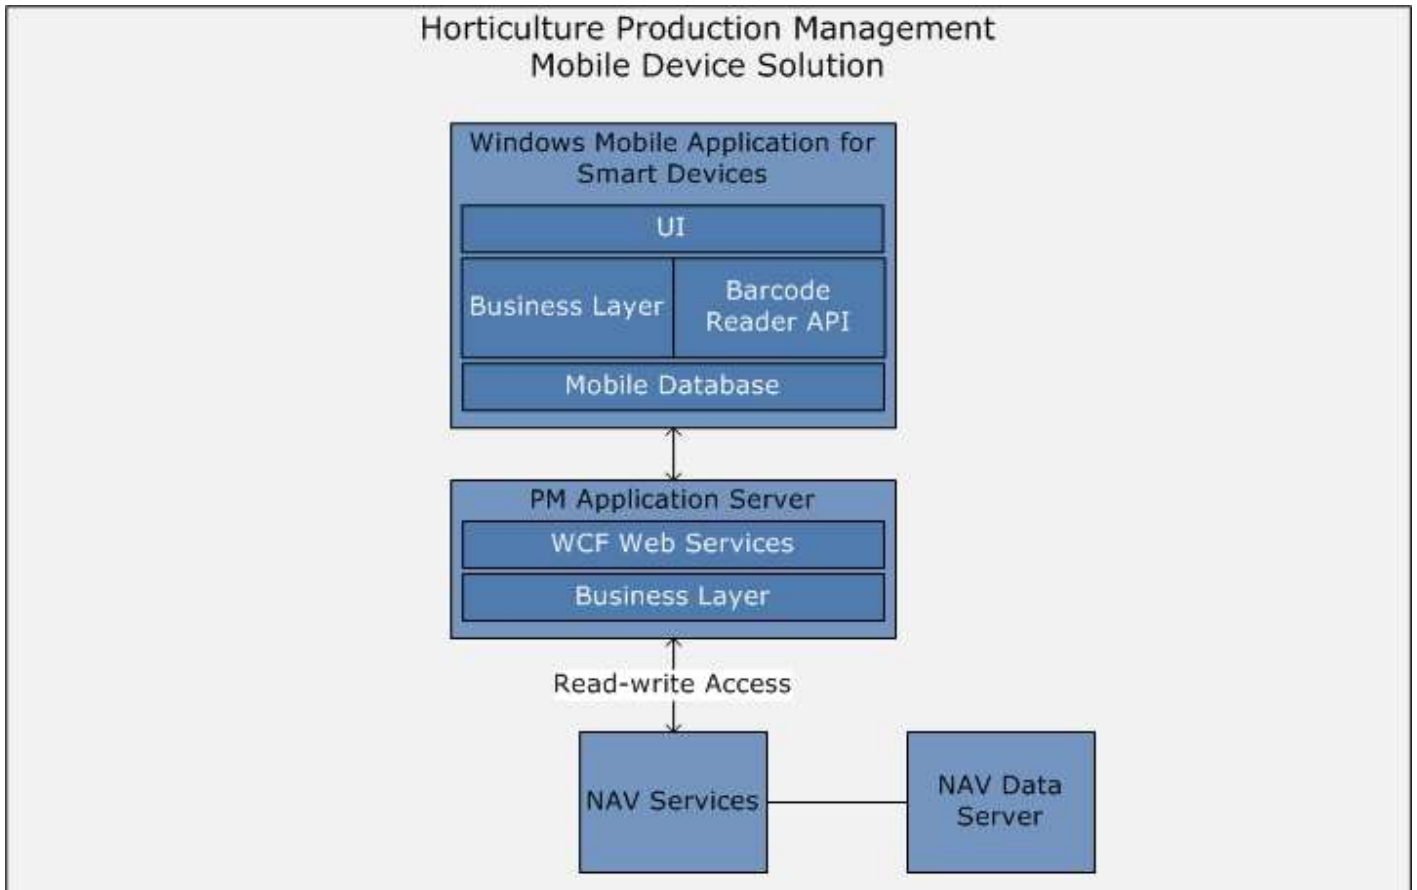 Horticulture Production Management
Mobile Device Solution
Windows Mobile Application for
Smart Devices
UI
Business Layer
Barcode
Reader API
Mobile Database
PM Application Server
WCF Web Services
Business Layer
Read-write Access
NAV Services
NAV Data
Server